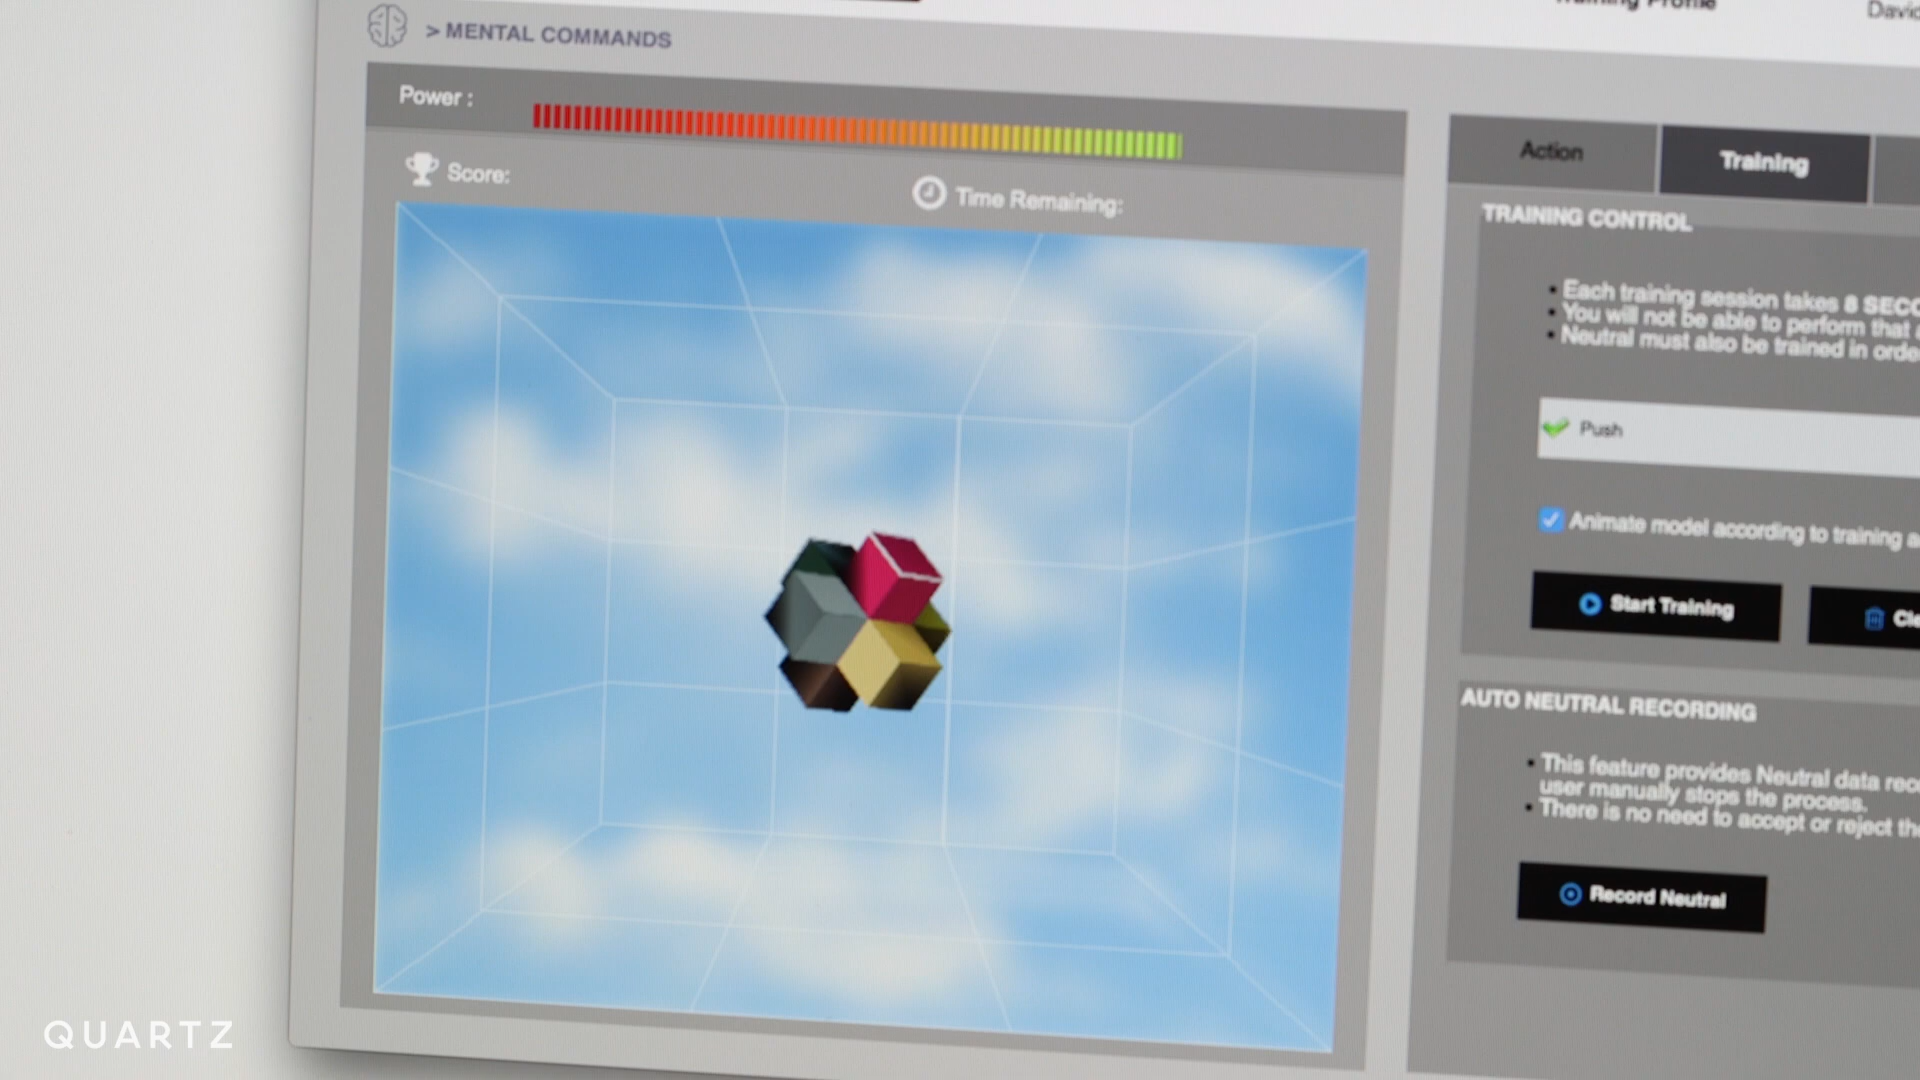 Training Profile
David
> MENTAL COMMANDS
Power :
Score:
Time Remaining:
Action
Training
TRAINING CONTROL
• Each training session takes 8
• You will not be able to perform that
• Neutral must also be trained in
Push
Animate model according to training
Start Training
AUTO NEUTRAL RECORDING
• This feature provides Neutral data
user manually stops the process.
• There is no need to accept or reject
Record Neutral
QUARTZ